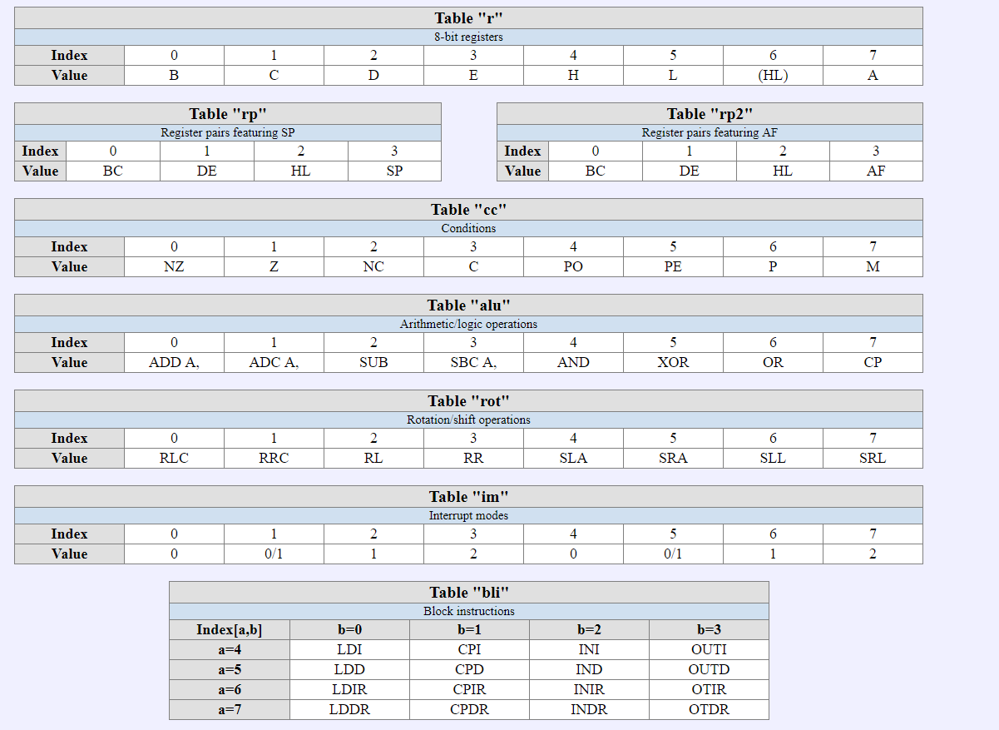 Table "r"
8-bit registers
Index 0 1 2 3 4 5 6 7
Value B C D E H L (HL) A
Table "rp"
Register pairs featuring SP
Index 0 1 2 3
Value BC DE HL SP
Table "rp2"
Register pairs featuring AF
Index 0 1 2 3
Value BC DE HL AF
Table "cc"
Conditions
Index 0 1 2 3 4 5 6 7
Value NZ Z NC C PO PE P M
Table "alu"
Arithmetic/logic operations
Index 0 1 2 3 4 5 6 7
Value ADD A, ADC A, SUB SBC A, AND XOR OR CP
Table "rot"
Rotation/shift operations
Index 0 1 2 3 4 5 6 7
Value RLC RRC RL RR SLA SRA SLL SRL
Table "im"
Interrupt modes
Index 0 1 2 3 4 5 6 7
Value 0 0/1 1 2 0 0/1 1 2
Table "bli"
Block instructions
Index[a,b] b=0 b=1 b=2 b=3
a=4 LDI CPI INI OUTI
a=5 LDD CPD IND OUTD
a=6 LDIR CPIR INIR OTIR
a=7 LDDR CPDR INDR OTDR